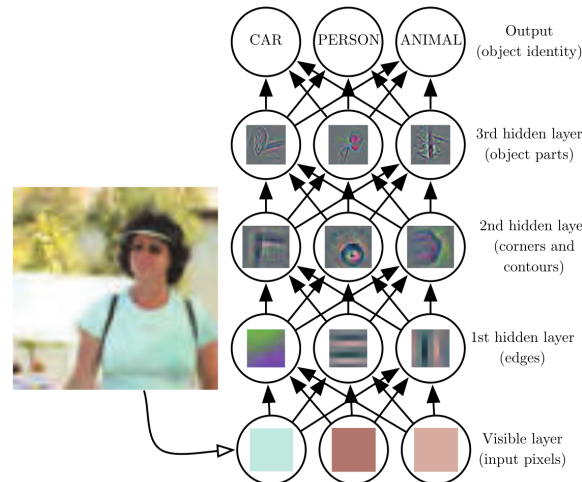 CAR PERSON ANIMAL
Output
(object identity)
3rd hidden layer
(object parts)
2nd hidden laye
(corners and
contours)
1st hidden layer
(edges)
Visible layer
(input pixels)